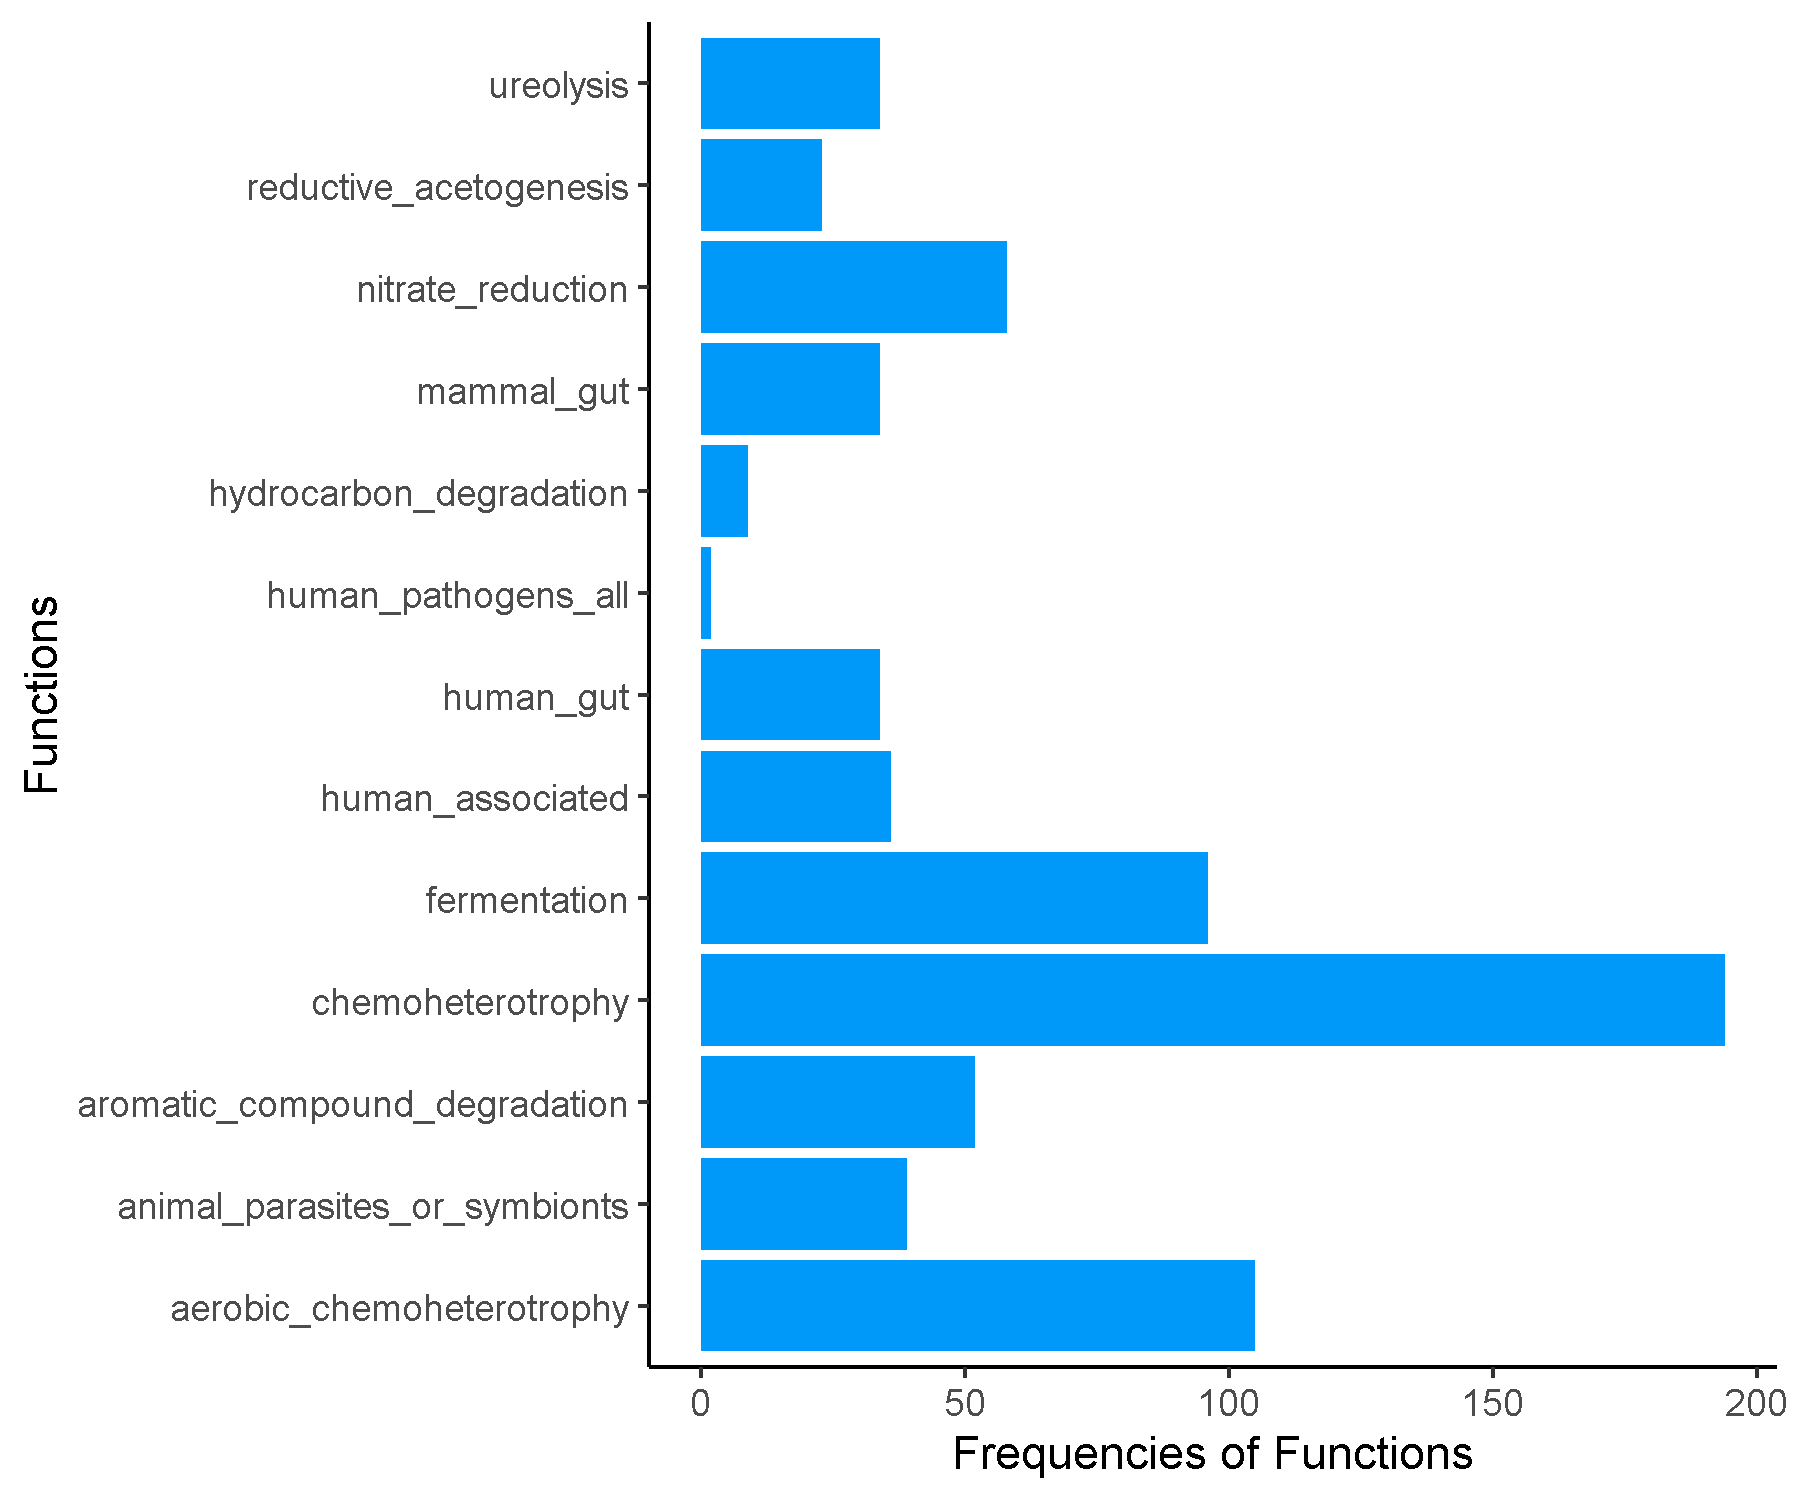 ureolysis
reductive_acetogenesis
nitrate_reduction
mammal_gut
hydrocarbon_degradation
human_pathogens_all
human_gut
human_associated
fermentation
chemoheterotrophy
aromatic_compound_degradation
animal_parasites_or_symbionts
aerobic_chemoheterotrophy
Functions
0 50 100 150 200
Frequencies of Functions